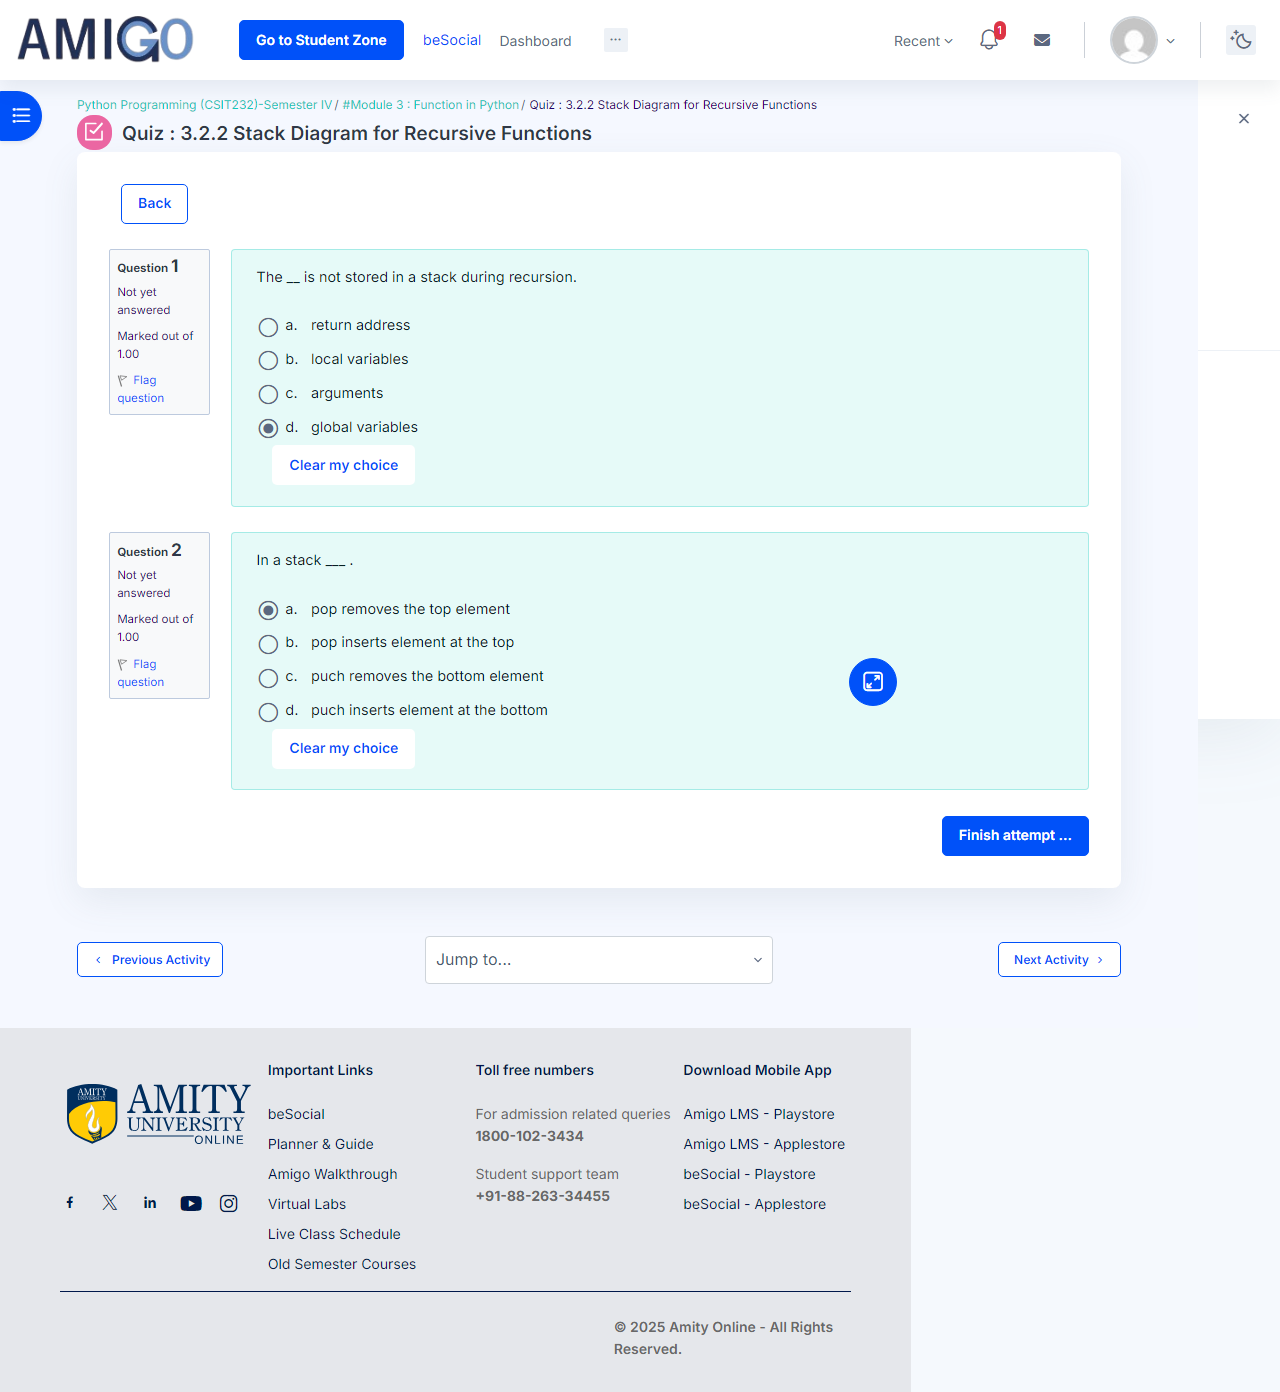 AMIGO
Go to Student Zone
beSocial
Dashboard
Recent
1
Python Programming (CSIT232)-Semester IV / #Module 3 : Function in Python / Quiz : 3.2.2 Stack Diagram for Recursive Functions
Quiz : 3.2.2 Stack Diagram for Recursive Functions
Back
Question 1
Not yet
answered
Marked out of
1.00
Flag
question
The __ is not stored in a stack during recursion.
a. return address
b. local variables
c. arguments
d. global variables
Clear my choice
Question 2
Not yet
answered
Marked out of
1.00
Flag
question
In a stack ___ .
a. pop removes the top element
b. pop inserts element at the top
c. puch removes the bottom element
d. puch inserts element at the bottom
Clear my choice
Finish attempt ...
Previous Activity
Jump to...
Next Activity
AMITY
UNIVERSITY
AMITY
UNIVERSITY
ONLINE
Important Links
beSocial
Planner & Guide
Amigo Walkthrough
Virtual Labs
Live Class Schedule
Old Semester Courses
Toll free numbers
For admission related queries
1800-102-3434
Student support team
+91-88-263-34455
Download Mobile App
Amigo LMS - Playstore
Amigo LMS - Applestore
beSocial - Playstore
beSocial - Applestore
© 2025 Amity Online - All Rights
Reserved.